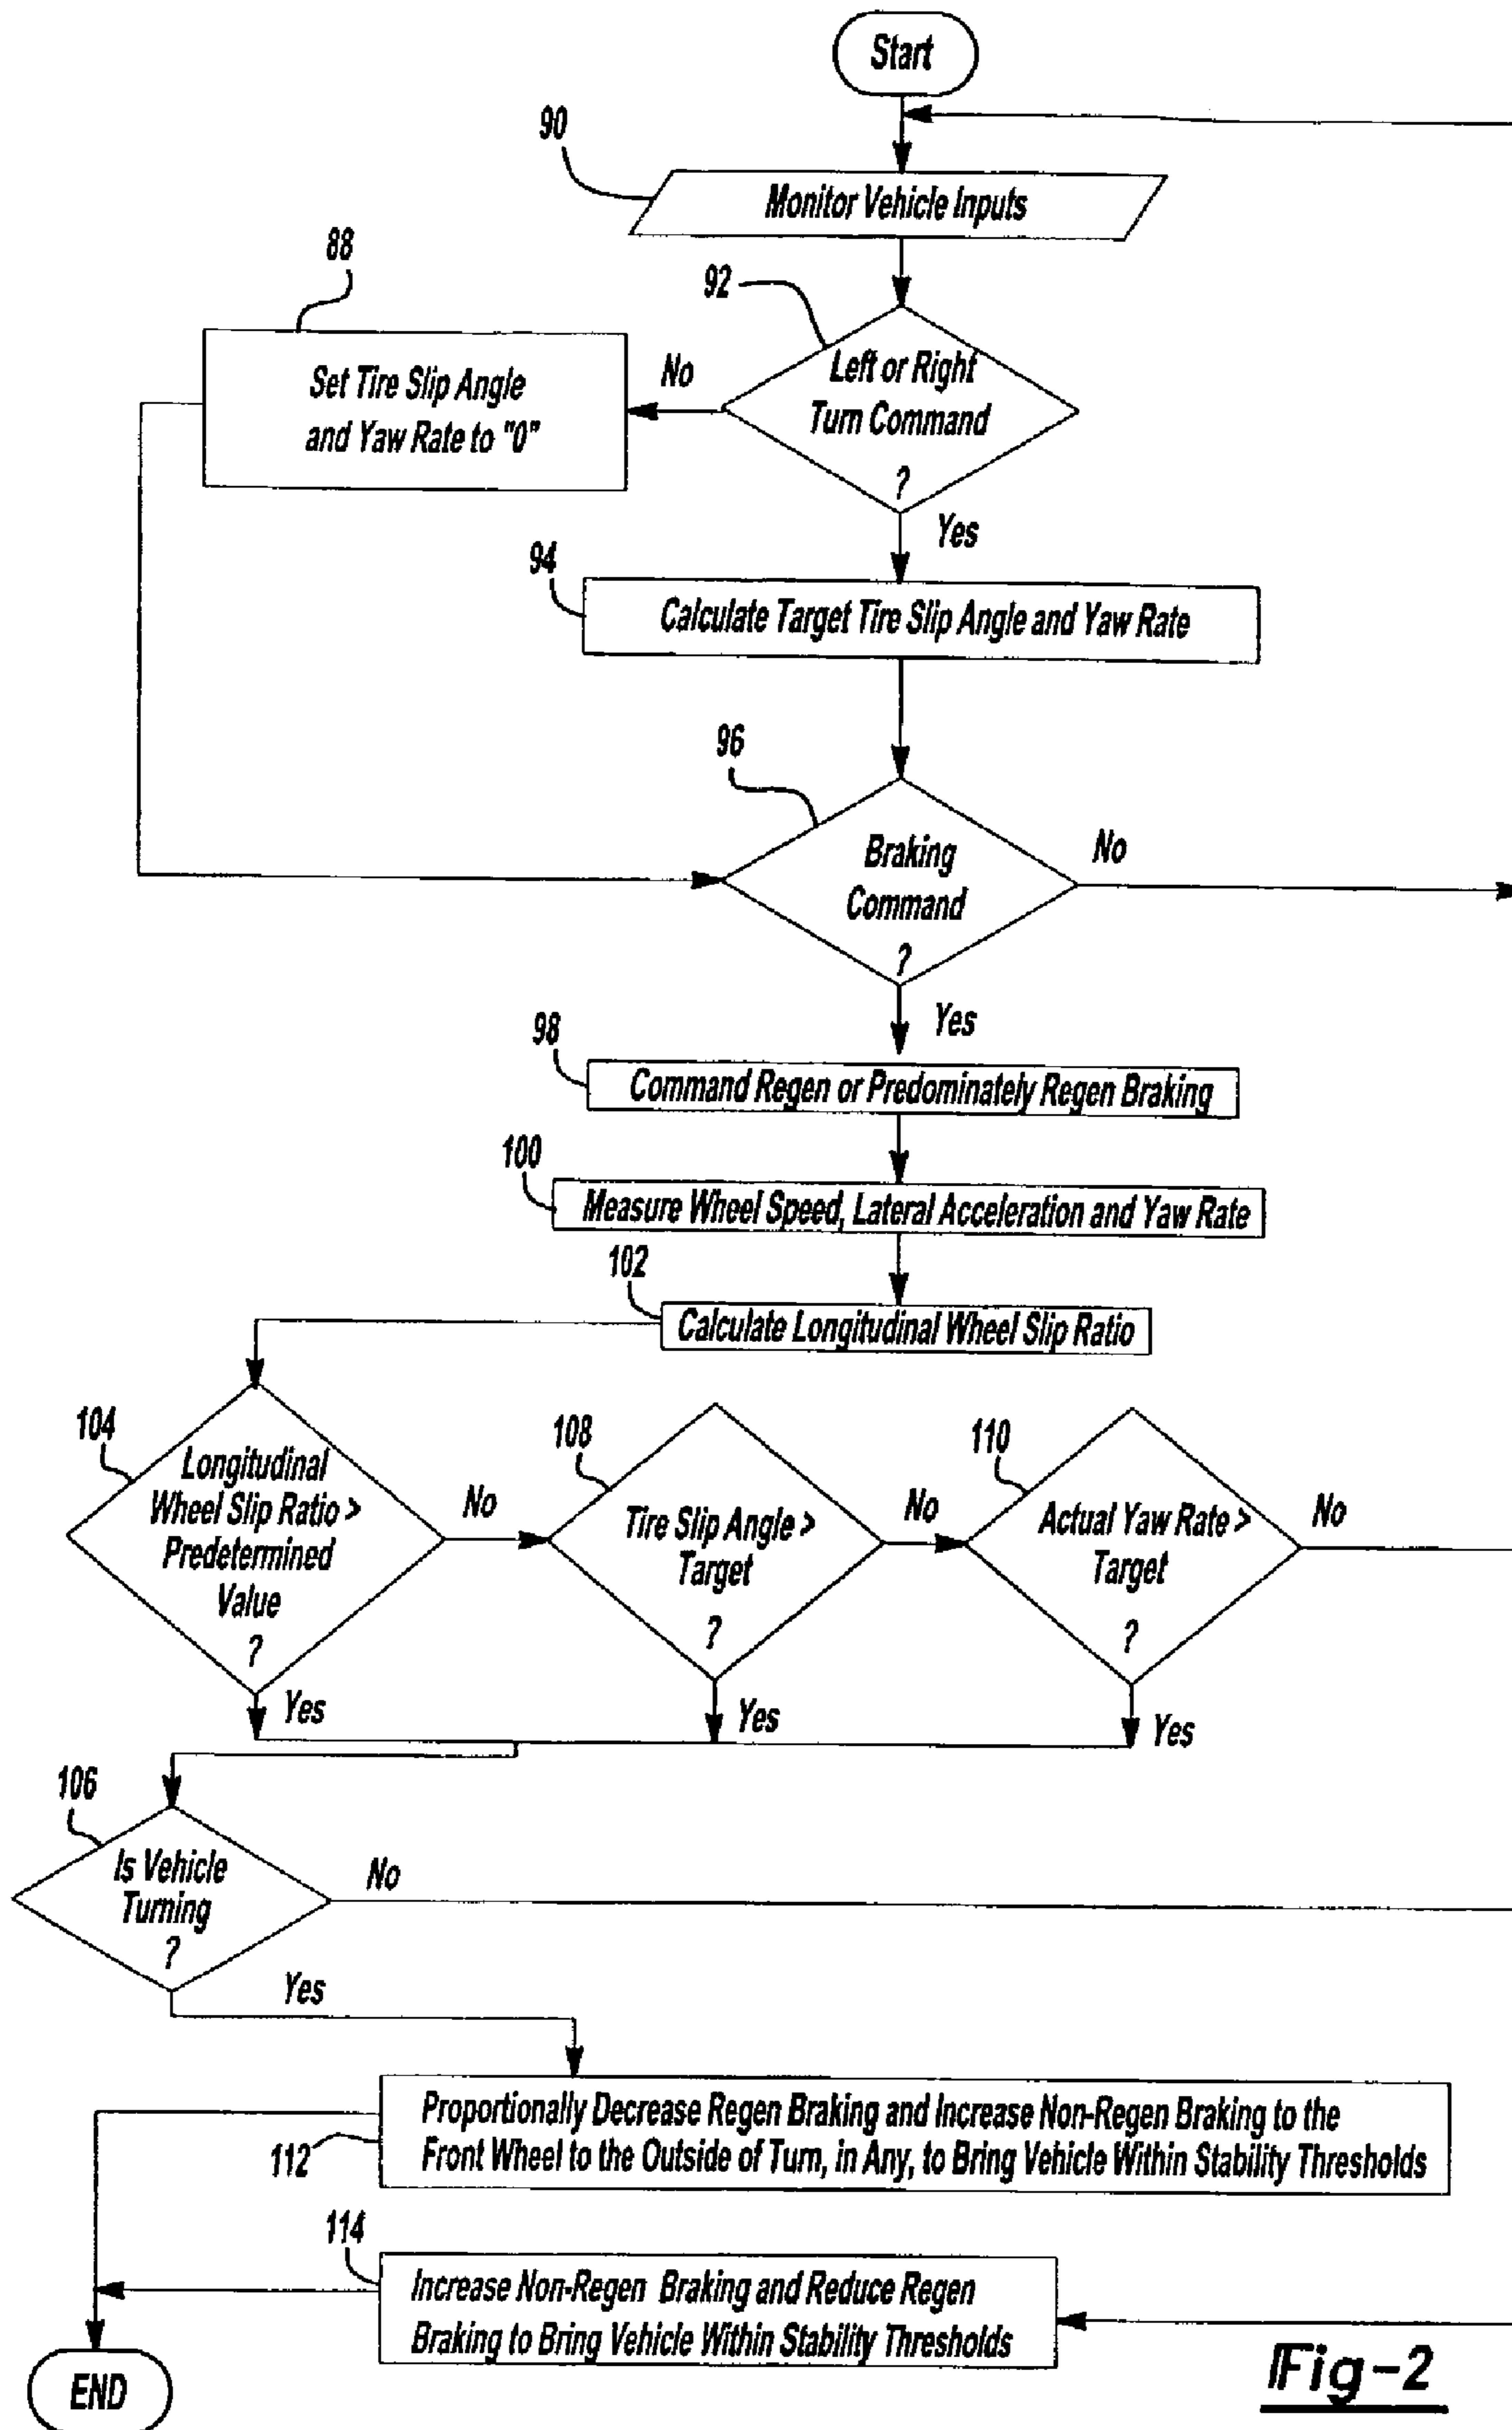 Start
90
Monitor Vehicle Inputs
88
92
Set Tire Slip Angle
and Yaw Rate to "0"
No
Left or Right
Turn Command
?
Yes
94
Calculate Target Tire Slip Angle and Yaw Rate
96
Braking
Command
?
No
Yes
98
Command Regen or Predominately Regen Braking
100
Measure Wheel Speed, Lateral Acceleration and Yaw Rate
102
Calculate Longitudinal Wheel Slip Ratio
104
Longitudinal
Wheel Slip Ratio >
Predetermined
Value
?
No
Yes
108
Tire Slip Angle >
Target
?
No
Yes
110
Actual Yaw Rate >
Target
?
No
Yes
106
Is Vehicle
Turning
?
No
Yes
Proportionally Decrease Regen Braking and Increase Non-Regen Braking to the
Front Wheel to the Outside of Turn, in Any, to Bring Vehicle Within Stability Thresholds
112
114
Increase Non-Regen Braking and Reduce Regen
Braking to Bring Vehicle Within Stability Thresholds
END
Fig-2